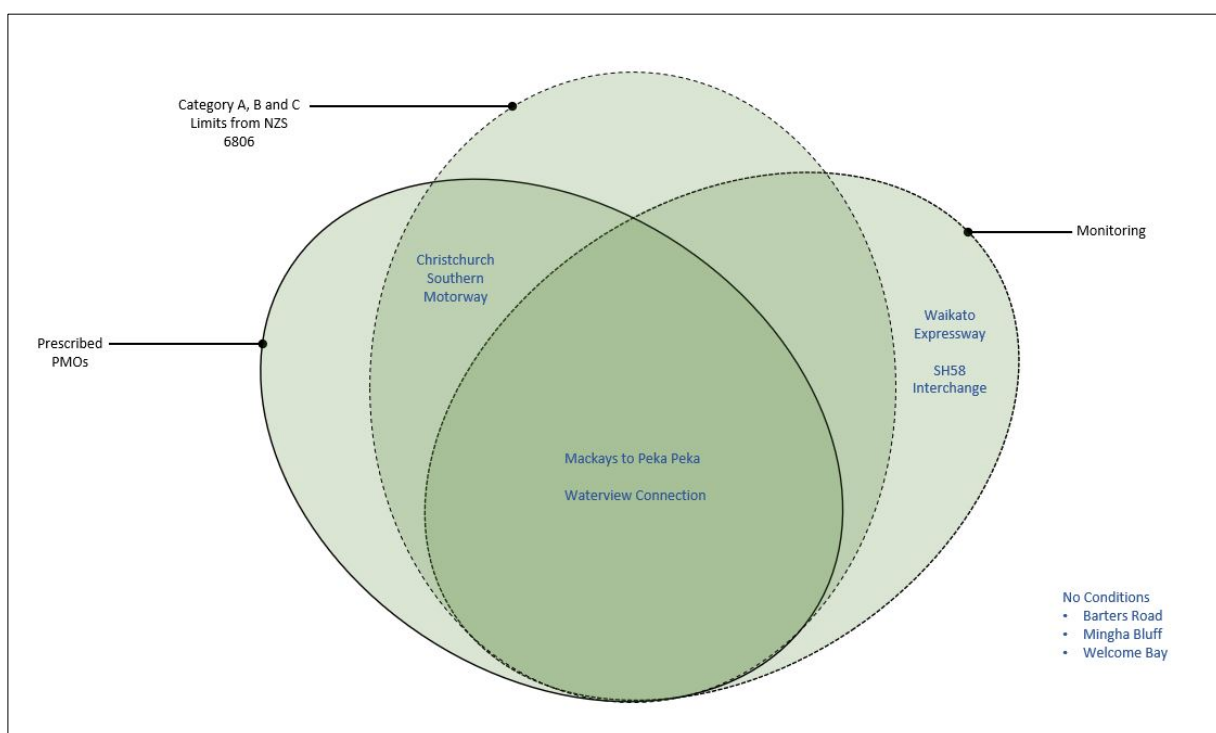 Category A, B and C
Limits from NZS
6806
Monitoring
Christchurch
Southern
Motorway
Waikato
Expressway
SH58
Interchange
Prescribed
PMOs
Mackays to Peka Peka
Waterview Connection
No Conditions
• Barters Road
• Mingha Bluff
• Welcome Bay